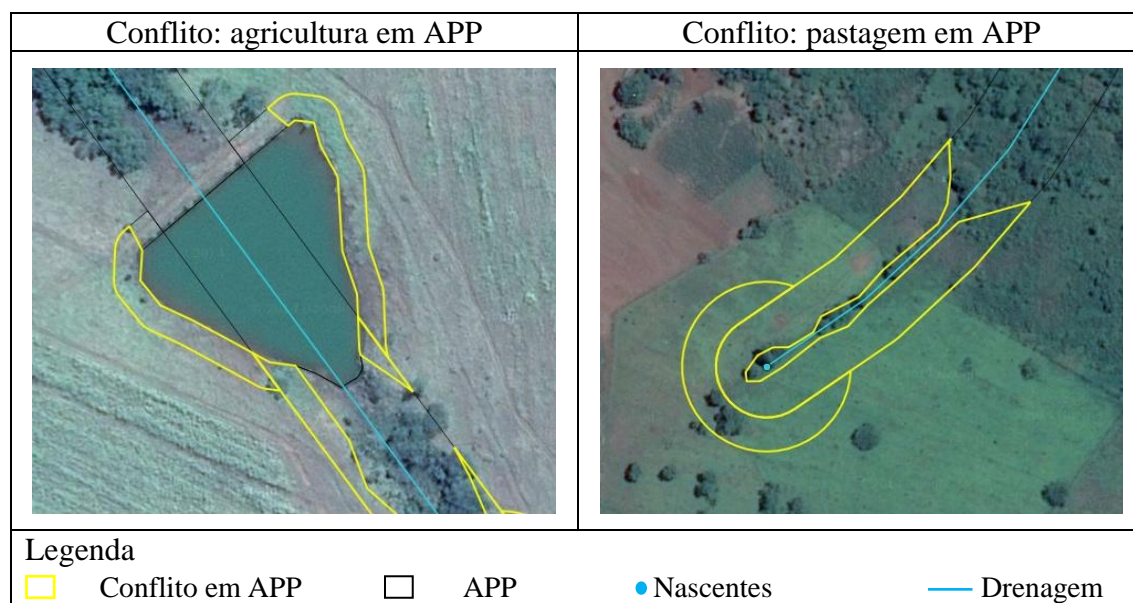 Conflito: agricultura em APP
Conflito: pastagem em APP
Legenda
Conflito em APP
APP
Nascentes
Drenagem